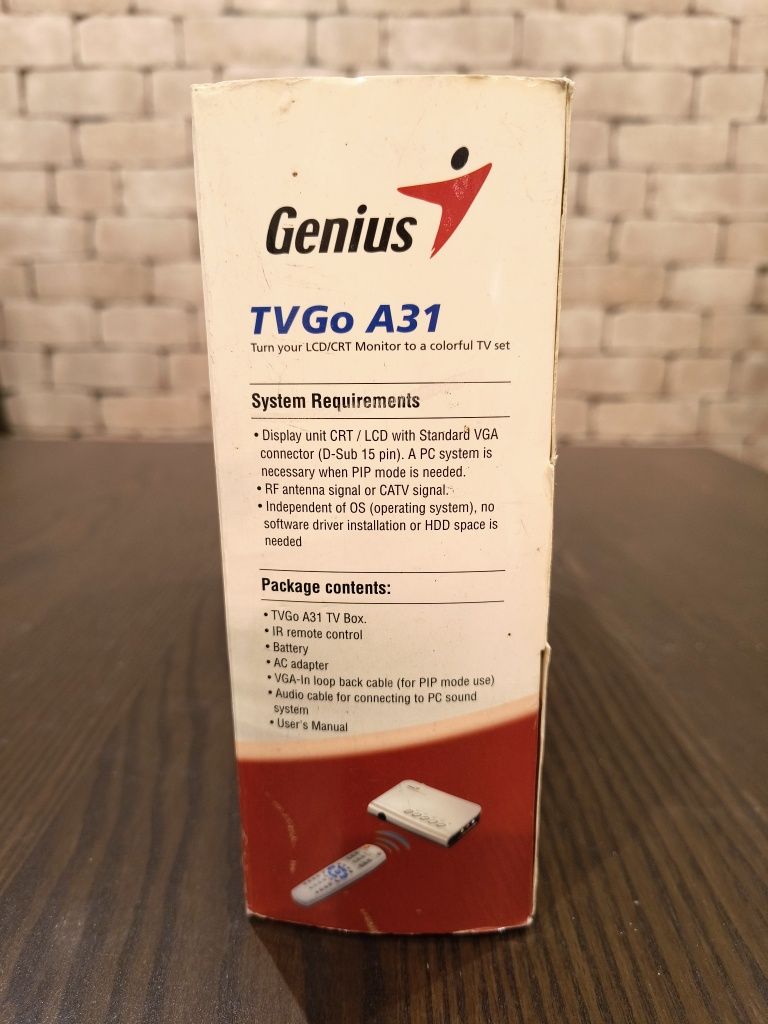 Genius
TVGo A31
Turn your LCD/CRT Monitor to a colorful TV set
System Requirements
• Display unit CRT / LCD with Standard VGA
connector (D-Sub 15 pin). A PC system is
necessary when PIP mode is needed.
• RF antenna signal or CATV signal.
• Independent of OS (operating system), no
software driver installation or HDD space is
needed
Package contents:
• TVGo A31 TV Box.
• IR remote control
• Battery
• AC adapter
• VGA-In loop back cable (for PIP mode use)
• Audio cable for connecting to PC sound
system
• User's Manual